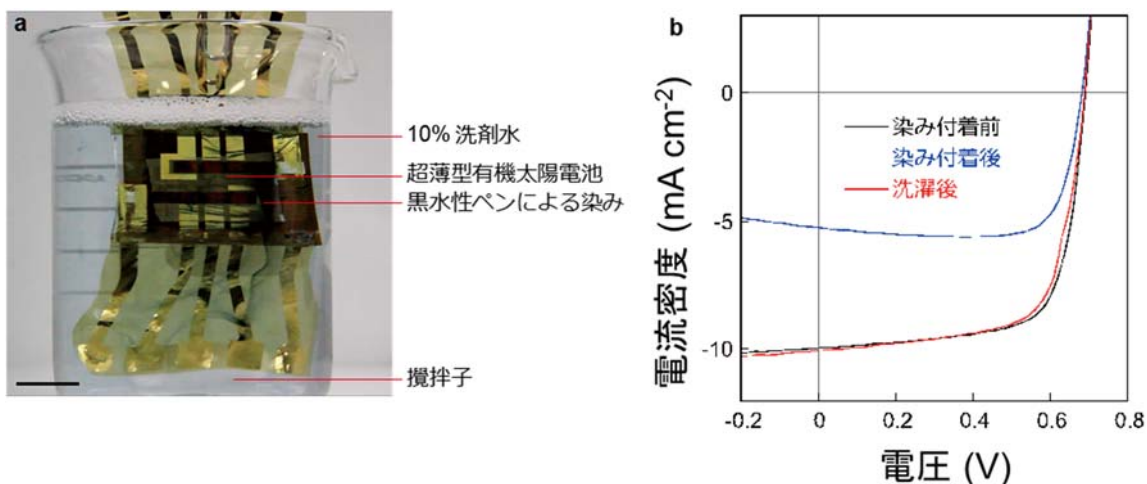 a
10% 洗剤水
超薄型有機太陽電池
黒水性ペンによる染み
攪拌子
b
電流密度 (mA cm-2)
0
-5
-10
染み付着前
染み付着後
洗濯後
-0.2 0 0.2 0.4 0.6 0.8
電圧 (V)